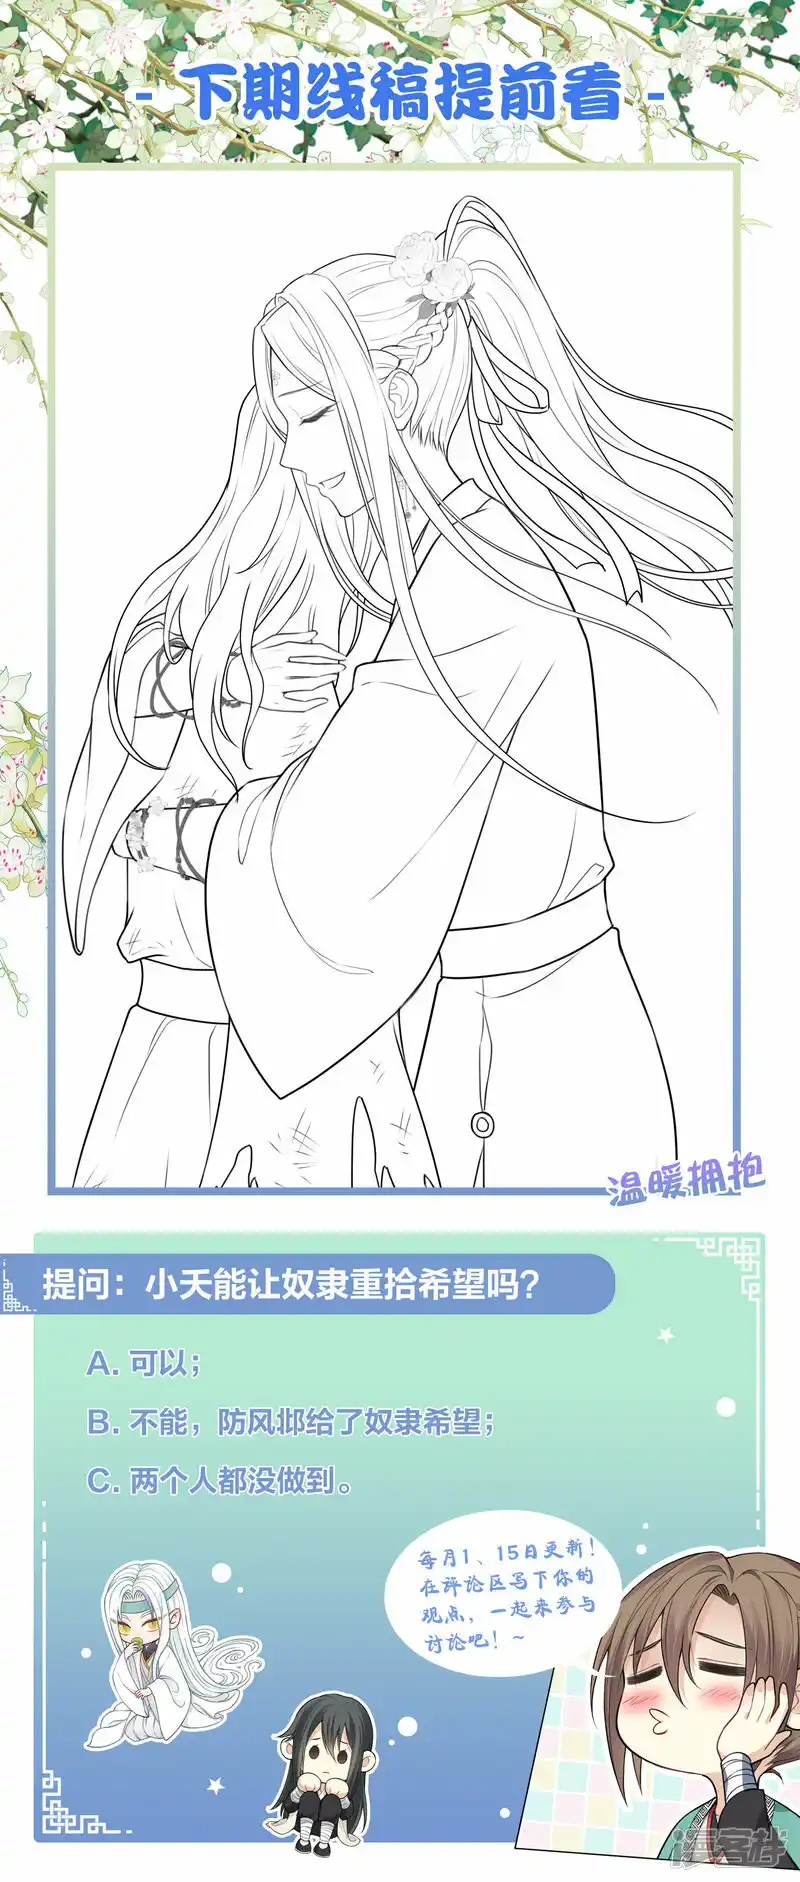 - 下期线稿提前看 -
温暖拥抱
提问：小夭能让奴隶重拾希望吗？
A. 可以；
B. 不能，防风邶给了奴隶希望；
C. 两个人都没做到。
每月1、15日更新！
在评论区写下你的
观点，一起来参与
讨论吧！~
漫客栈